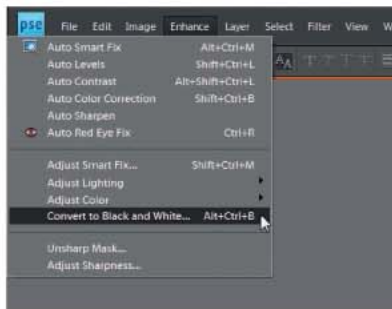 pse File Edit Image Enhance Layer Select Filter View W
Auto Smart Fix Alt+Ctrl+M
Auto Levels Shift+Ctrl+L
Auto Contrast Alt+Shift+Ctrl+L
Auto Color Correction Shift+Ctrl+B
Auto Sharpen
Auto Red Eye Fix Ctrl+R
Adjust Smart Fix... Shift+Ctrl+M
Adjust Lighting
Adjust Color
Convert to Black and White... Alt+Ctrl+B
Unsharp Mask...
Adjust Sharpness...